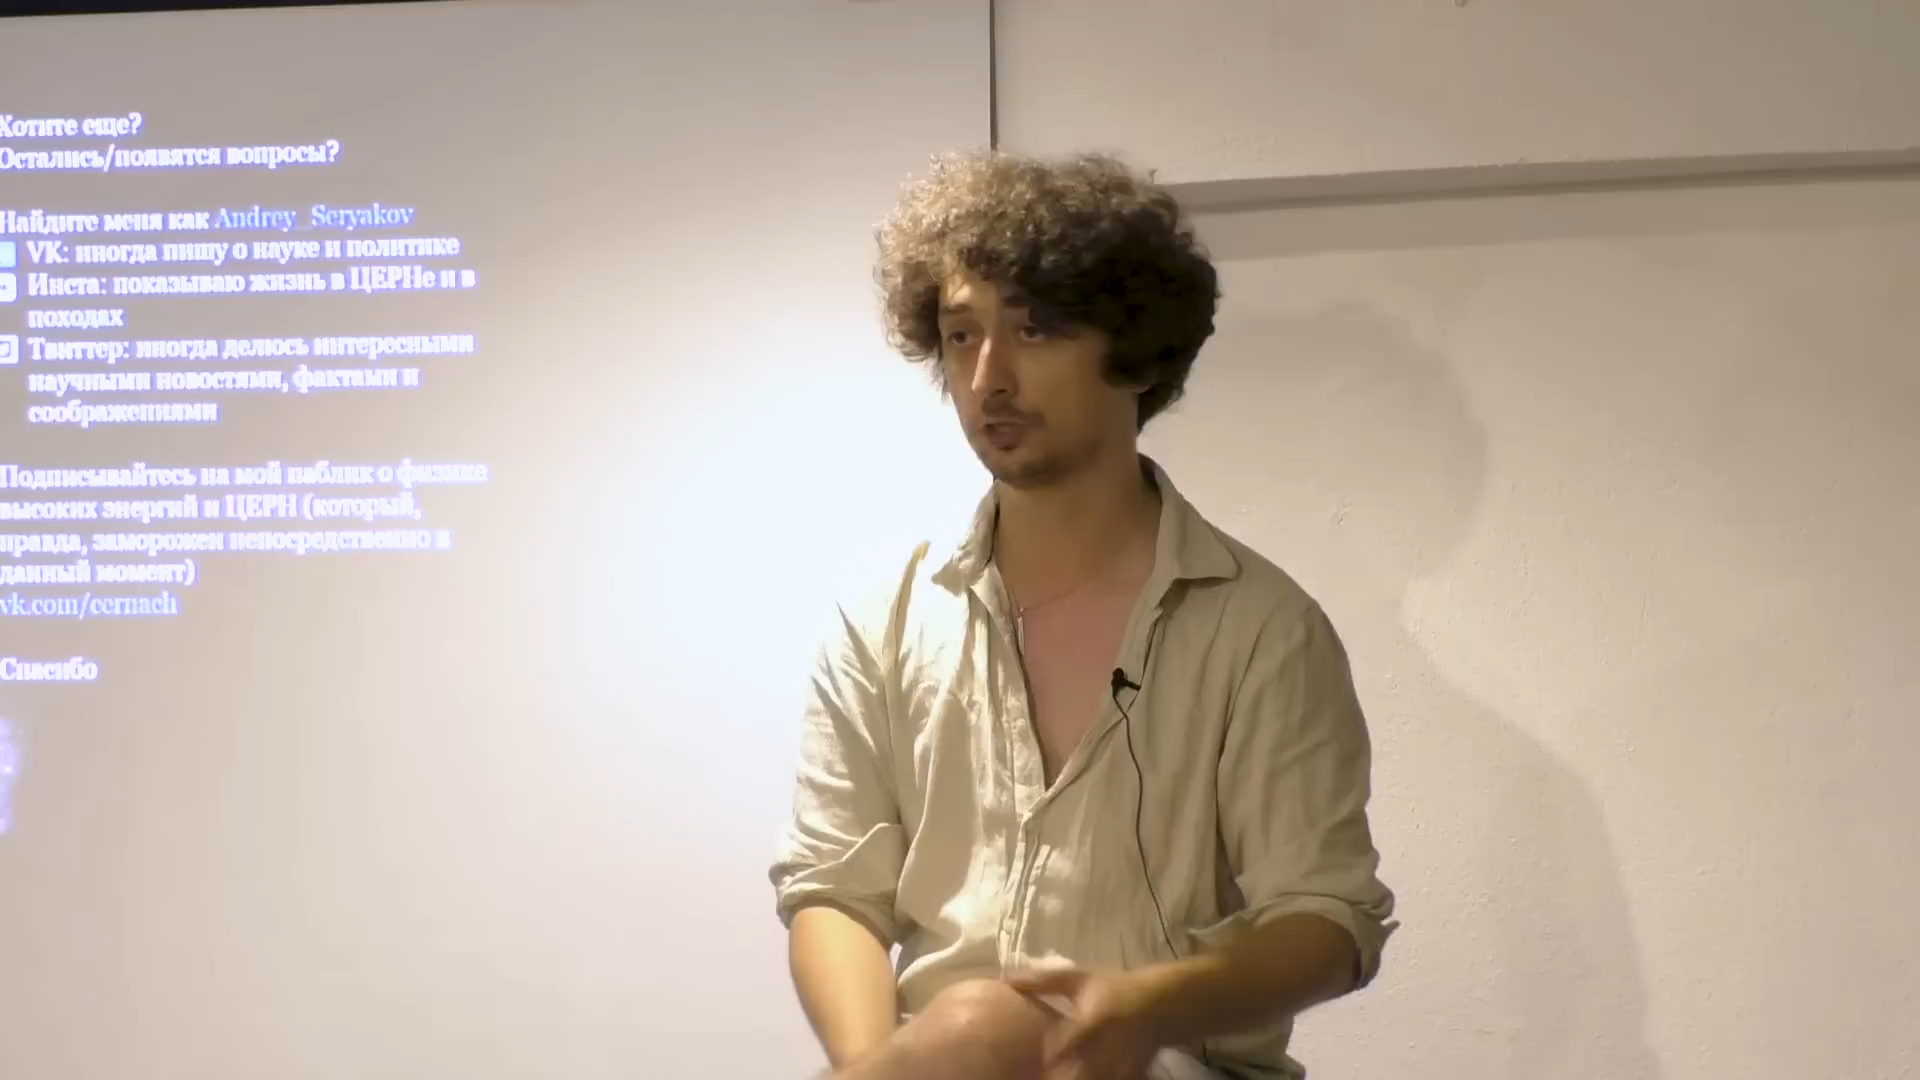 Хотите еще?
Остались/появятся вопросы?
Найдите меня как Andrey_Seryakov
VK: иногда пишу о науке и политике
Инста: показываю жизнь в ЦЕРНе и в
походах
Твиттер: иногда делюсь интересными
научными новостями, фактами и
соображениями
Подписывайтесь на мой паблик о физике
высоких энергий и ЦЕРН (который,
правда, заморожен непосредственно в
данный момент)
vk.com/cernach
Спасибо